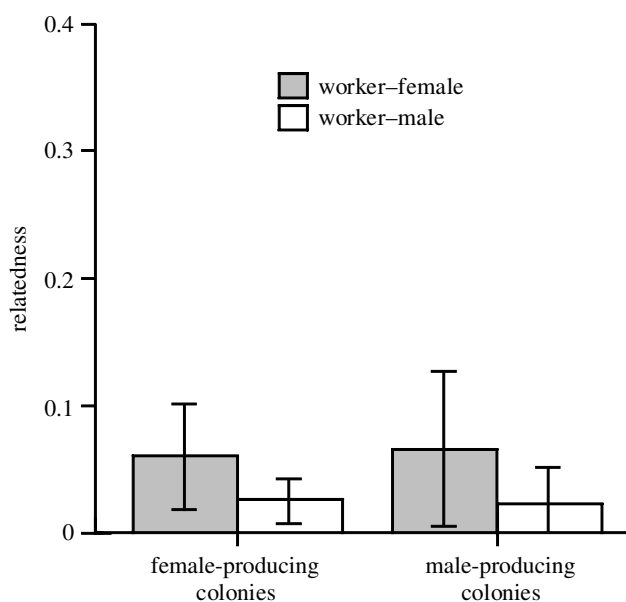 0.4
worker–female
worker–male
0.3
relatedness
0.2
0.1
0
female-producing
colonies
male-producing
colonies